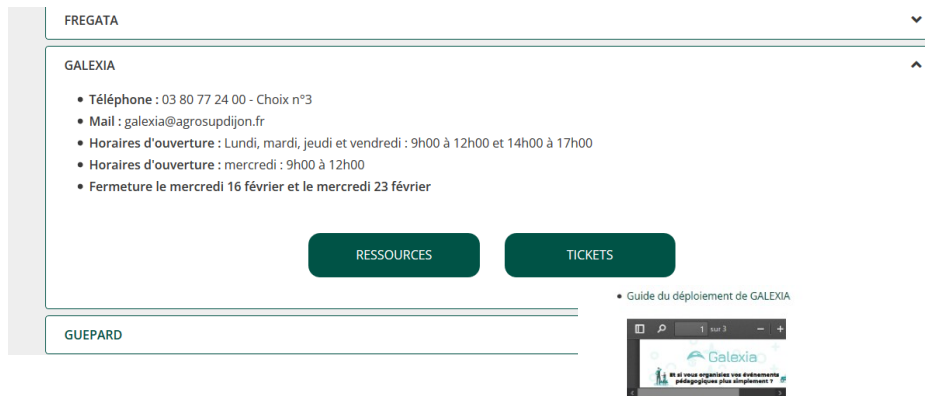 FREGATA
GALEXIA
Téléphone : 03 80 77 24 00 - Choix n°3
Mail : galexia@agrosupdijon.fr
Horaires d'ouverture : Lundi, mardi, jeudi et vendredi : 9h00 à 12h00 et 14h00 à 17h00
Horaires d'ouverture : mercredi : 9h00 à 12h00
Fermeture le mercredi 16 février et le mercredi 23 février
RESSOURCES
TICKETS
Guide du déploiement de GALEXIA
GUEPARD
1 sur 3
Galexia
Et si vous organisiez vos événements
pédagogiques plus simplement ?